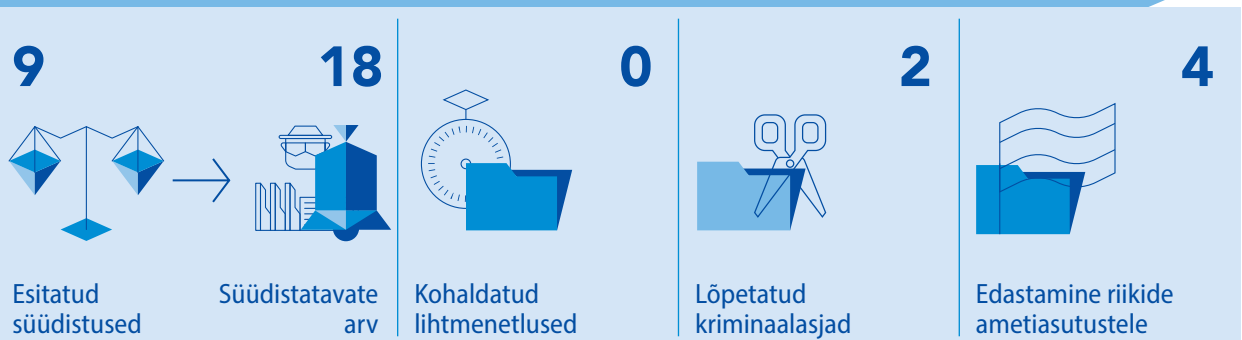 9
18
0
2
4
Esitatud
süüdistused
Süüdistatavate
arv
Kohaldatud
lihtmenetlused
Lõpetatud
kriminaalasjad
Edastamine riikide
ametiasutustele